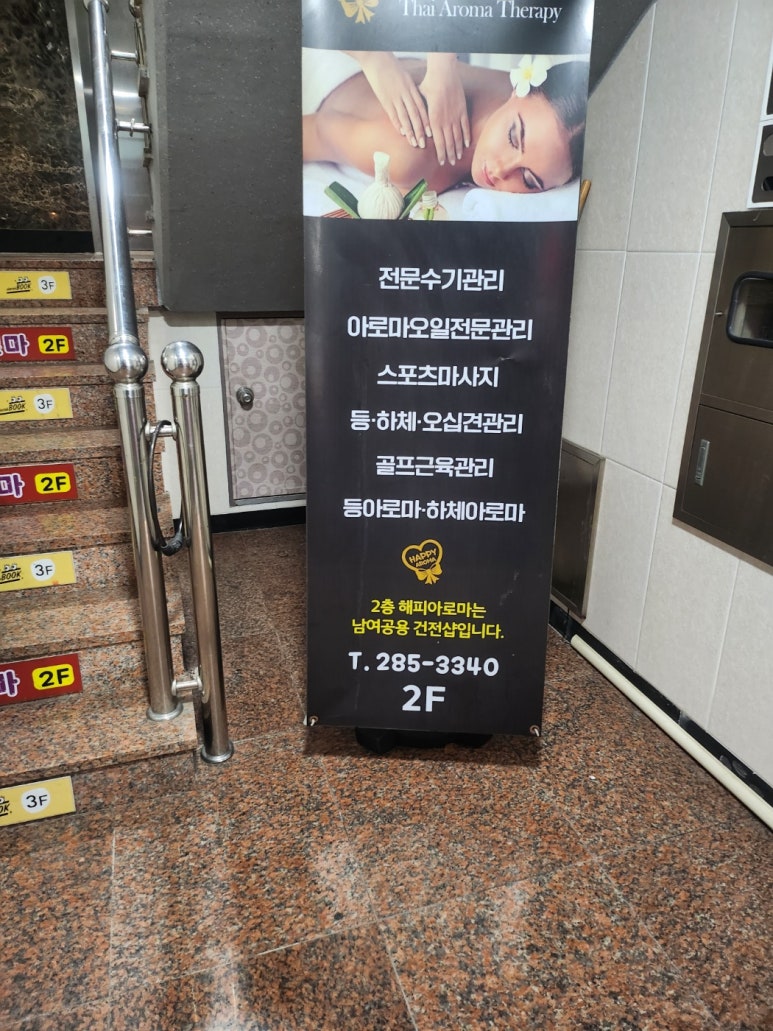 Thai Aroma Therapy
전문수기관리
아로마오일전문관리
스포츠마사지
등·하체·오십견관리
골프근육관리
등아로마·하체아로마
HAPPY
AROMA
2층 해피아로마는
남여공용 건전샵입니다.
T. 285-3340
2F
BOOK 3F
마 2F
BOOK 3F
마 2F
BOOK 3F
마 2F
3F